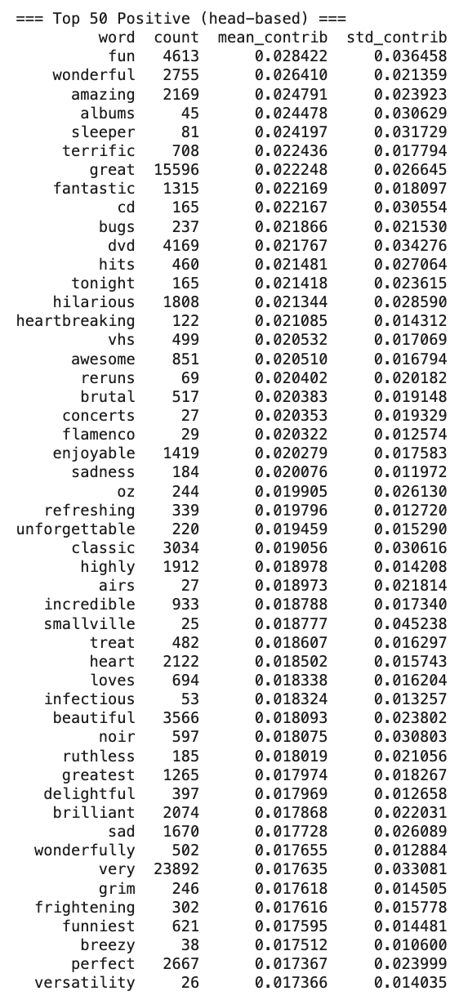 === Top 50 Positive (head-based) ===
word count mean_contrib std_contrib
fun 4613 0.028422 0.036458
wonderful 2755 0.026410 0.021359
amazing 2169 0.024791 0.023923
albums 45 0.024478 0.030629
sleeper 81 0.024197 0.031729
terrific 708 0.022436 0.017794
great 15596 0.022248 0.026645
fantastic 1315 0.022169 0.018097
cd 165 0.022167 0.030554
bugs 237 0.021866 0.021530
dvd 4169 0.021767 0.034276
hits 460 0.021481 0.027064
tonight 165 0.021418 0.023615
hilarious 1808 0.021344 0.028590
heartbreaking 122 0.021085 0.014312
vhs 499 0.020532 0.017069
awesome 851 0.020510 0.016794
reruns 69 0.020402 0.020182
brutal 517 0.020383 0.019148
concerts 27 0.020353 0.019329
flamenco 29 0.020322 0.012574
enjoyable 1419 0.020279 0.017583
sadness 184 0.020076 0.011972
oz 244 0.019905 0.026130
refreshing 339 0.019796 0.012720
unforgettable 220 0.019459 0.015290
classic 3034 0.019056 0.030616
highly 1912 0.018978 0.014208
airs 27 0.018973 0.021814
incredible 933 0.018788 0.017340
smallville 25 0.018777 0.045238
treat 482 0.018607 0.016297
heart 2122 0.018502 0.015743
loves 694 0.018338 0.016204
infectious 53 0.018324 0.013257
beautiful 3566 0.018093 0.023802
noir 597 0.018075 0.030803
ruthless 185 0.018019 0.021056
greatest 1265 0.017974 0.018267
delightful 397 0.017969 0.012658
brilliant 2074 0.017868 0.022031
sad 1670 0.017728 0.026089
wonderfully 502 0.017655 0.012884
very 23892 0.017635 0.033081
grim 246 0.017618 0.014505
frightening 302 0.017616 0.015778
funniest 621 0.017595 0.014481
breezy 38 0.017512 0.010600
perfect 2667 0.017367 0.023999
versatility 26 0.017366 0.014035